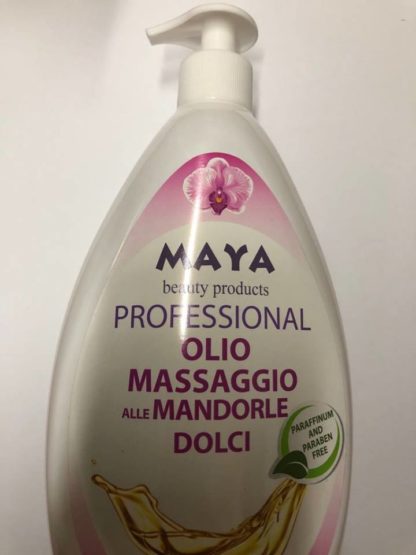 MAYA
beauty products
PROFESSIONAL
OLIO
MASSAGGIO
ALLE MANDORLE
DOLCI
PARAFFINUM
AND
PARABEN
FREE